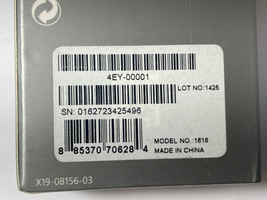 4EY-00001
LOT NO:1425
SN: 0162723425496
8 85370 70628 4
MODEL NO.:1616
MADE IN CHINA
X19-08156-03